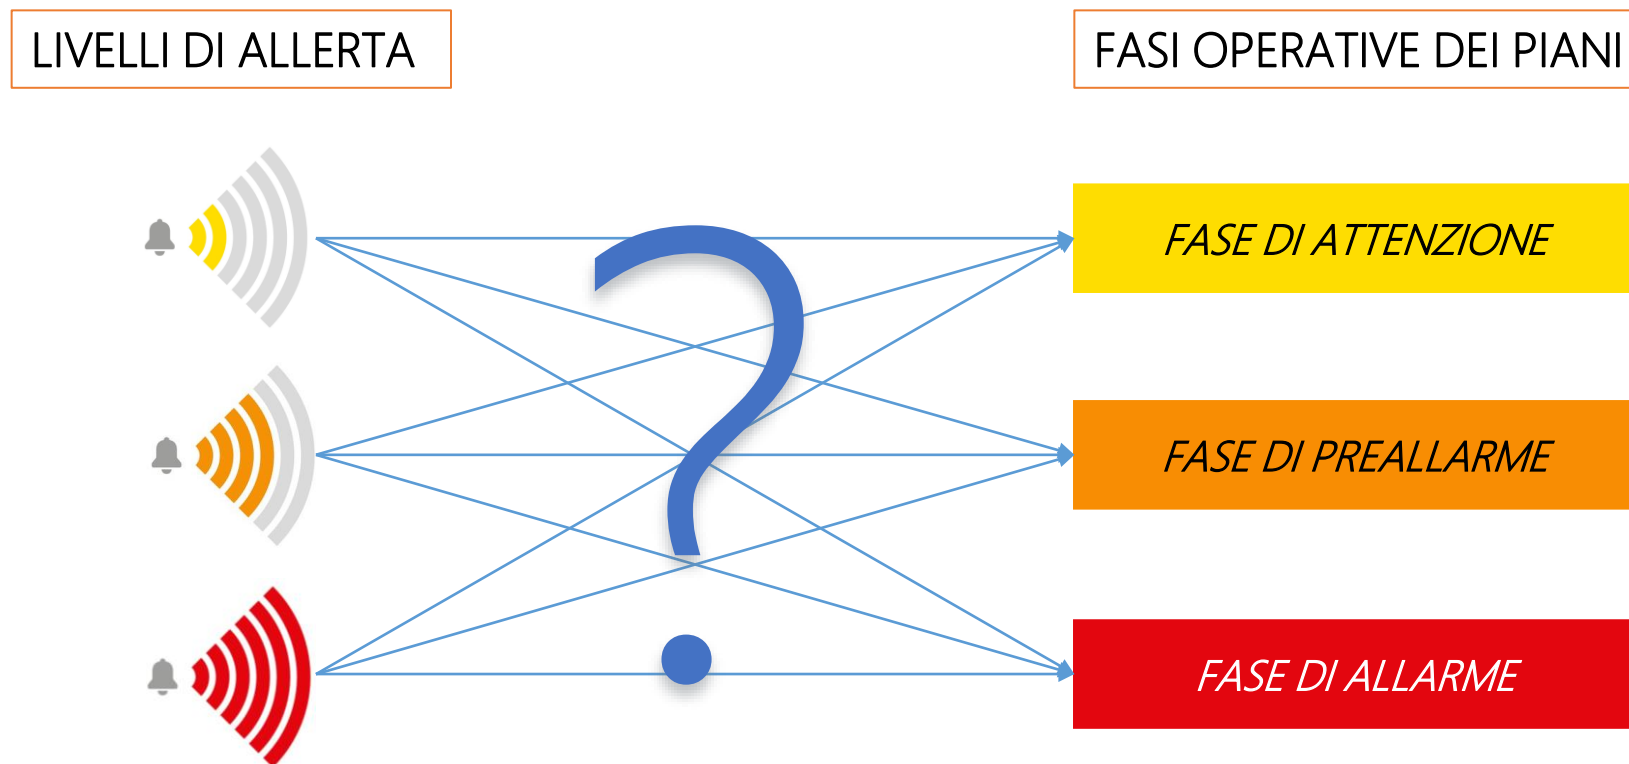 LIVELLI DI ALLERTA
FASI OPERATIVE DEI PIANI
FASE DI ATTENZIONE
?
FASE DI PREALLARME
FASE DI ALLARME